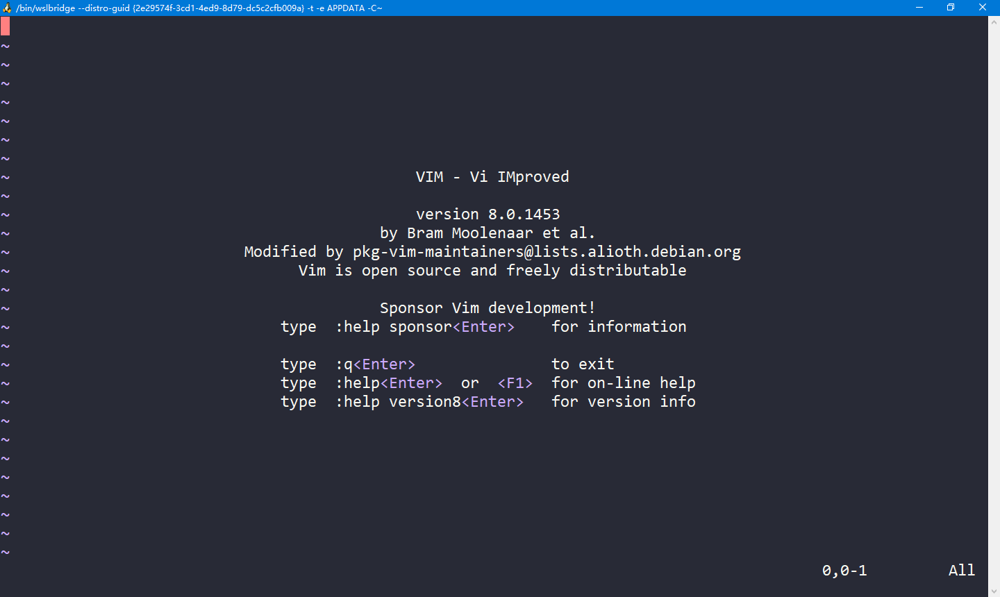 /bin/wslbridge --distro-guid {2e29574f-3cd1-4ed9-8d79-dc5c2cfb009a} -t -e APPDATA -C~
~
~
~
~
~
~
~
~ VIM - Vi IMproved
~
~ version 8.0.1453
~ by Bram Moolenaar et al.
~ Modified by pkg-vim-maintainers@lists.alioth.debian.org
~ Vim is open source and freely distributable
~
~ Sponsor Vim development!
~ type  :help sponsor<Enter>    for information
~
~ type  :q<Enter>               to exit
~ type  :help<Enter>  or  <F1>  for on-line help
~ type  :help version8<Enter>   for version info
~
~
~
~
~
~
~
~
0,0-1         All